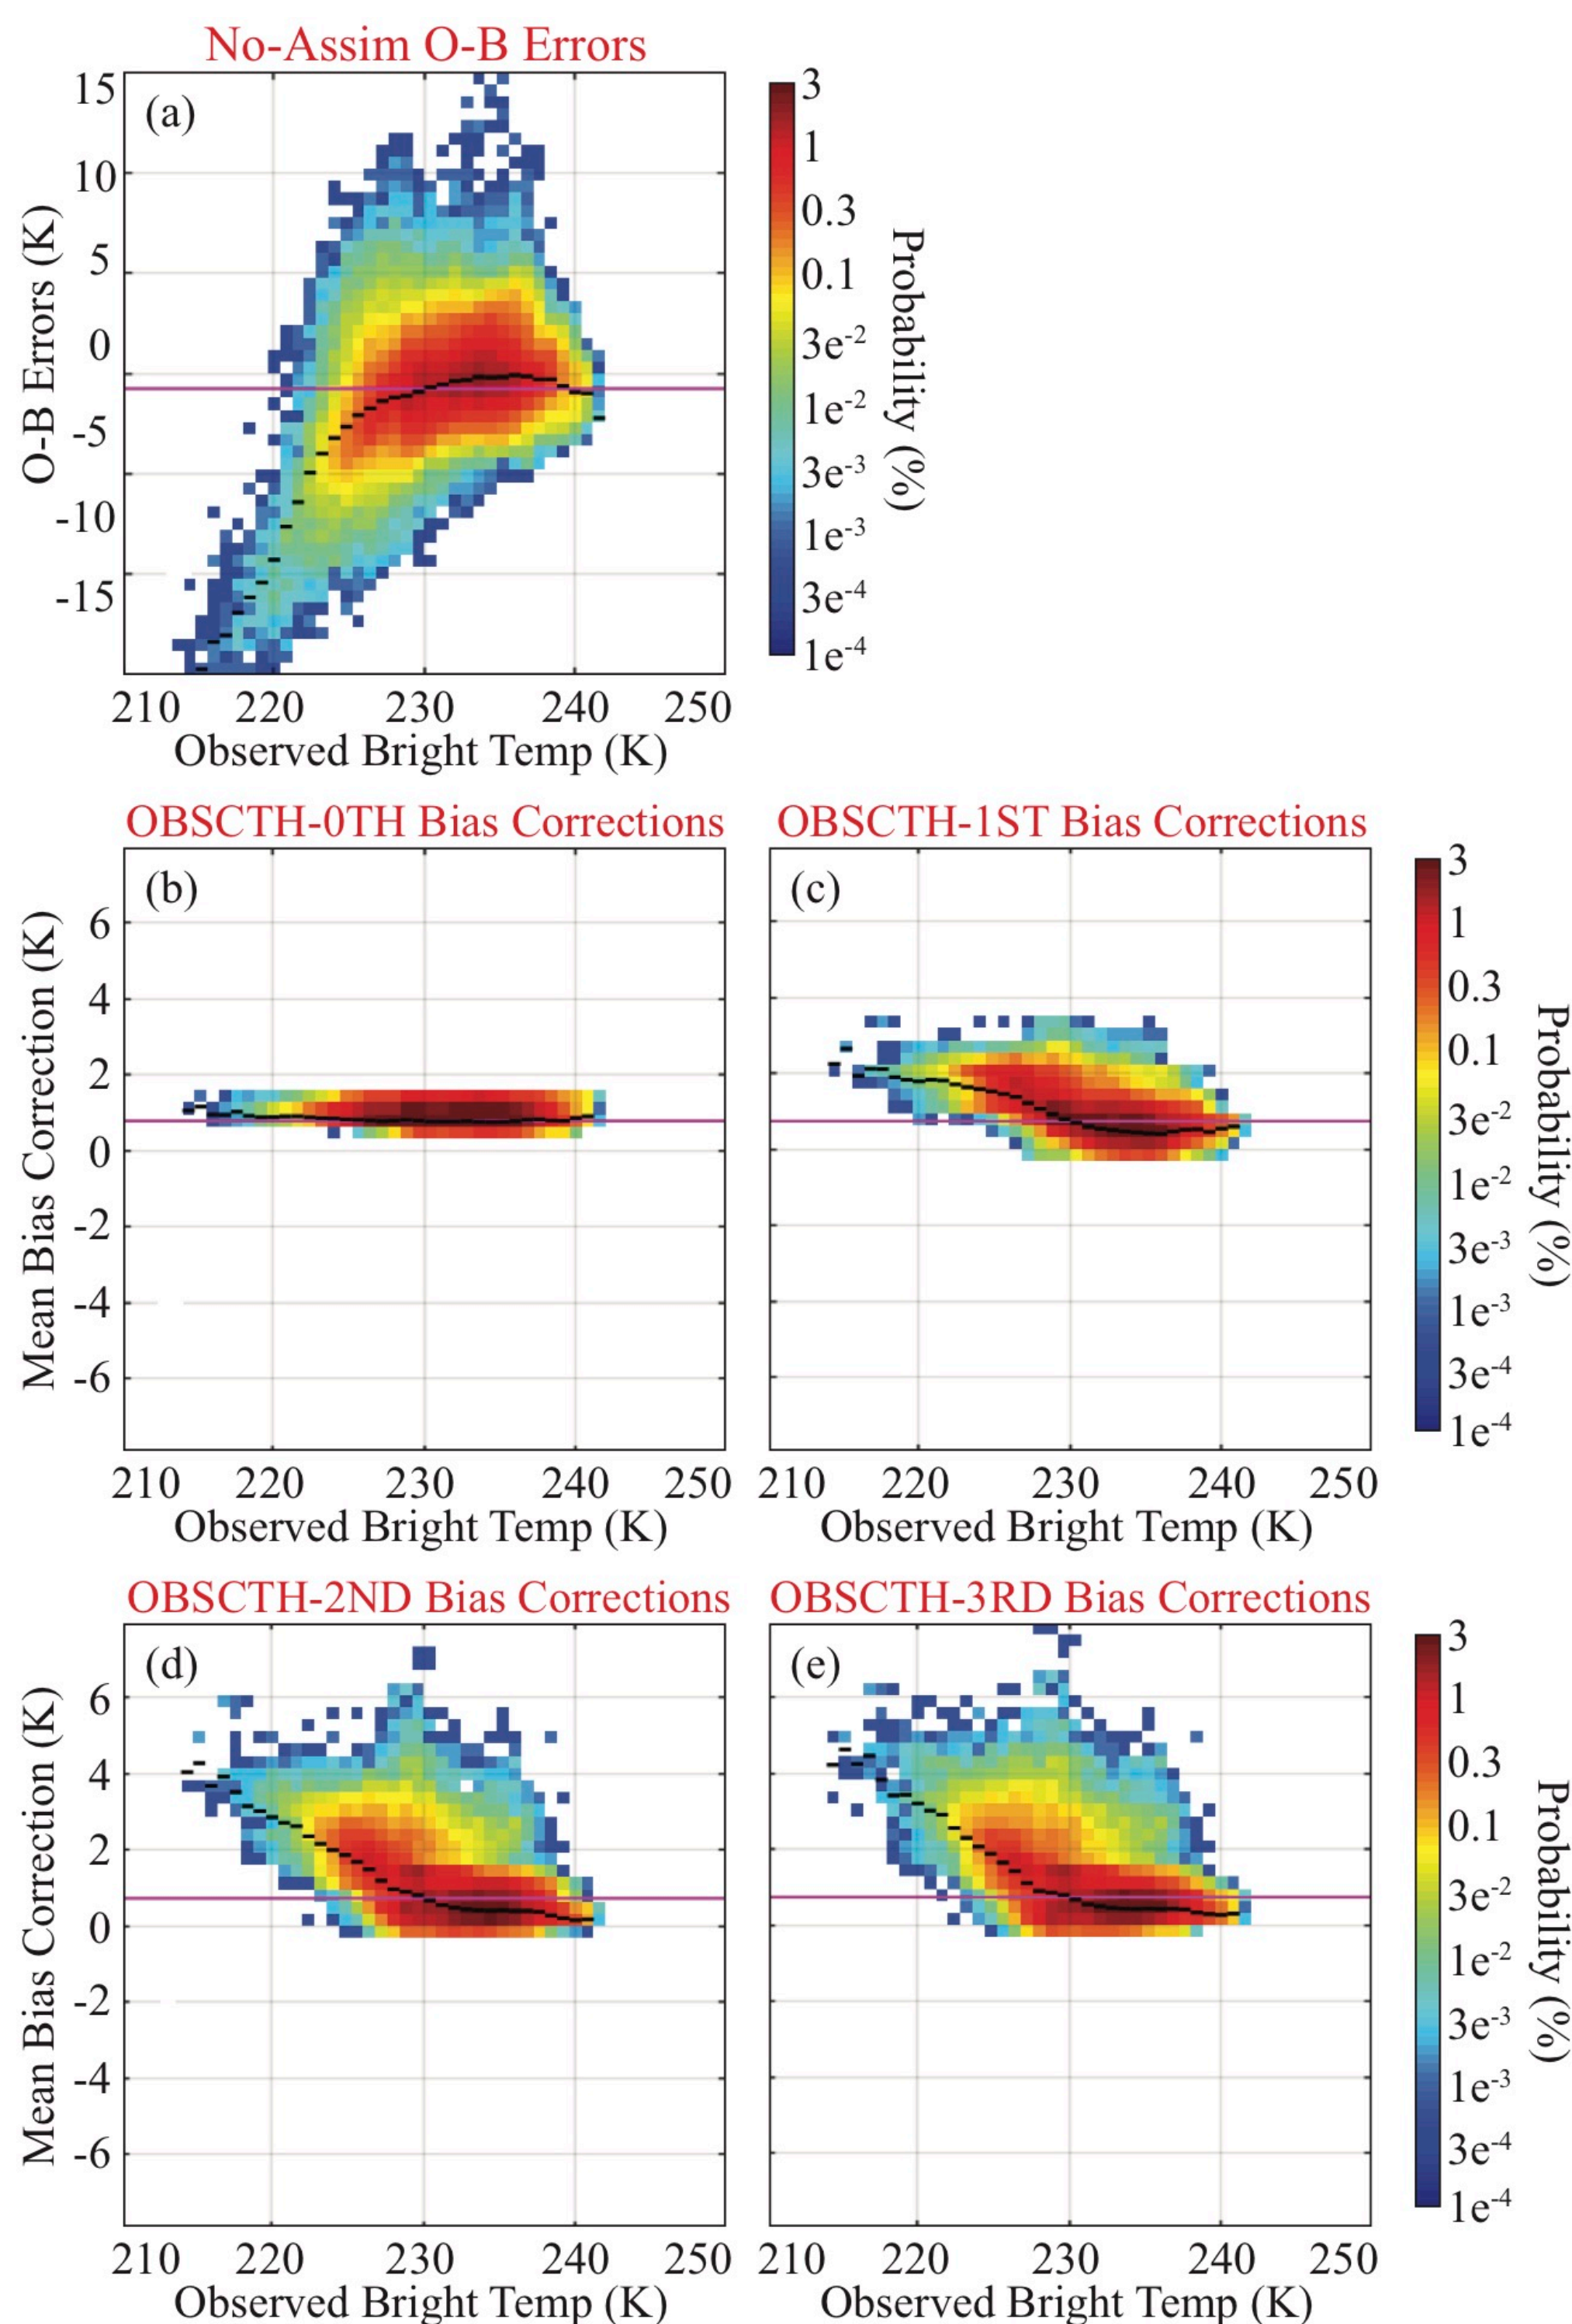 No-Assim O-B Errors
(a)
15
10
5
0
-5
-10
-15
O-B Errors (K)
210 220 230 240 250
Observed Bright Temp (K)
3
1
0.3
0.1
3e-2
1e-2
3e-3
1e-3
3e-4
1e-4
Probability (%)
OBSCTH-0TH Bias Corrections
(b)
6
4
2
0
-2
-4
-6
Mean Bias Correction (K)
210 220 230 240 250
Observed Bright Temp (K)
OBSCTH-1ST Bias Corrections
(c)
210 220 230 240 250
Observed Bright Temp (K)
3
1
0.3
0.1
3e-2
1e-2
3e-3
1e-3
3e-4
1e-4
Probability (%)
OBSCTH-2ND Bias Corrections
(d)
6
4
2
0
-2
-4
-6
Mean Bias Correction (K)
210 220 230 240 250
Observed Bright Temp (K)
OBSCTH-3RD Bias Corrections
(e)
210 220 230 240 250
Observed Bright Temp (K)
3
1
0.3
0.1
3e-2
1e-2
3e-3
1e-3
3e-4
1e-4
Probability (%)